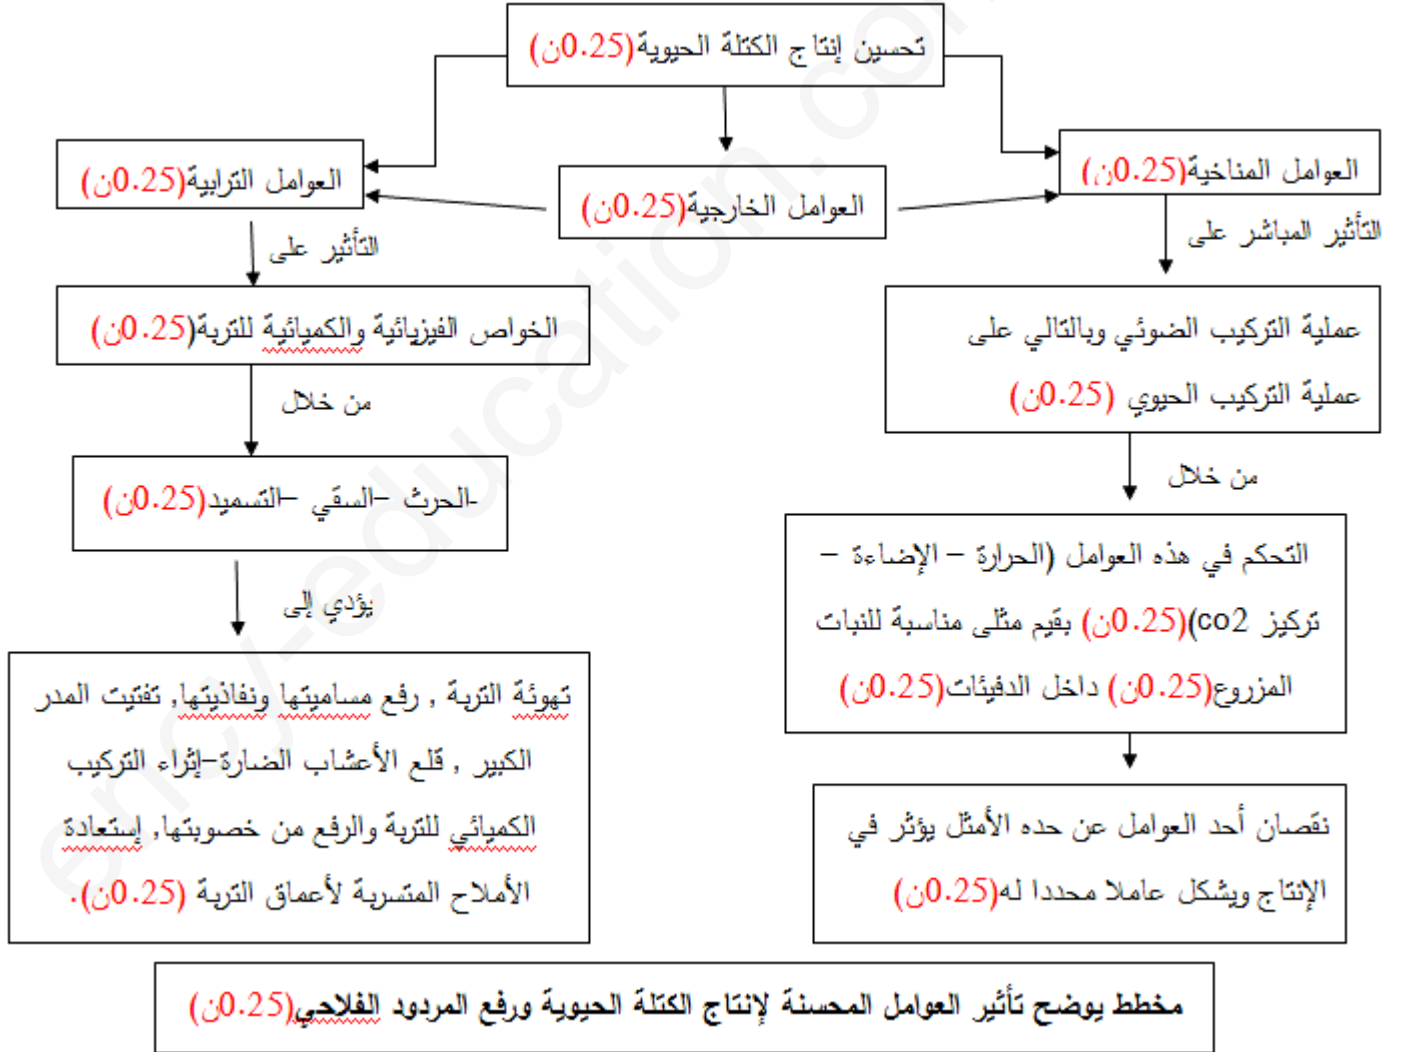 تحسين إنتاج الكتلة الحيوية(0.25ن)
العوامل المناخية(0.25ن)
العوامل الخارجية(0.25ن)
العوامل الترابية(0.25ن)
التأثير المباشر على
التأثير على
عملية التركيب الضوئي وبالتالي على
عملية التركيب الحيوي (0.25ن)
الخواص الفيزيائية والكميائية للتربة(0.25ن)
من خلال
من خلال
التحكم في هذه العوامل (الحرارة – الإضاءة –
تركيز co2)(0.25ن) بقيم مثلى مناسبة للنبات
المزروع(0.25ن) داخل الدفيئات(0.25ن)
-الحرث –السقي –التسميد(0.25ن)
يؤدي إلى
نقصان أحد العوامل عن حده الأمثل يؤثر في
الإنتاج ويشكل عاملا محددا له(0.25ن)
تهوئة التربة , رفع مساميتها ونفاذيتها, تفتيت المدر
الكبير , قلع الأعشاب الضارة–إثراء التركيب
الكميائي للتربة والرفع من خصوبتها, إستعادة
الأملاح المتسربة لأعماق التربة (0.25ن).
مخطط يوضح تأثير العوامل المحسنة لإنتاج الكتلة الحيوية ورفع المردود الفلاحي(0.25ن)
ency-education.com